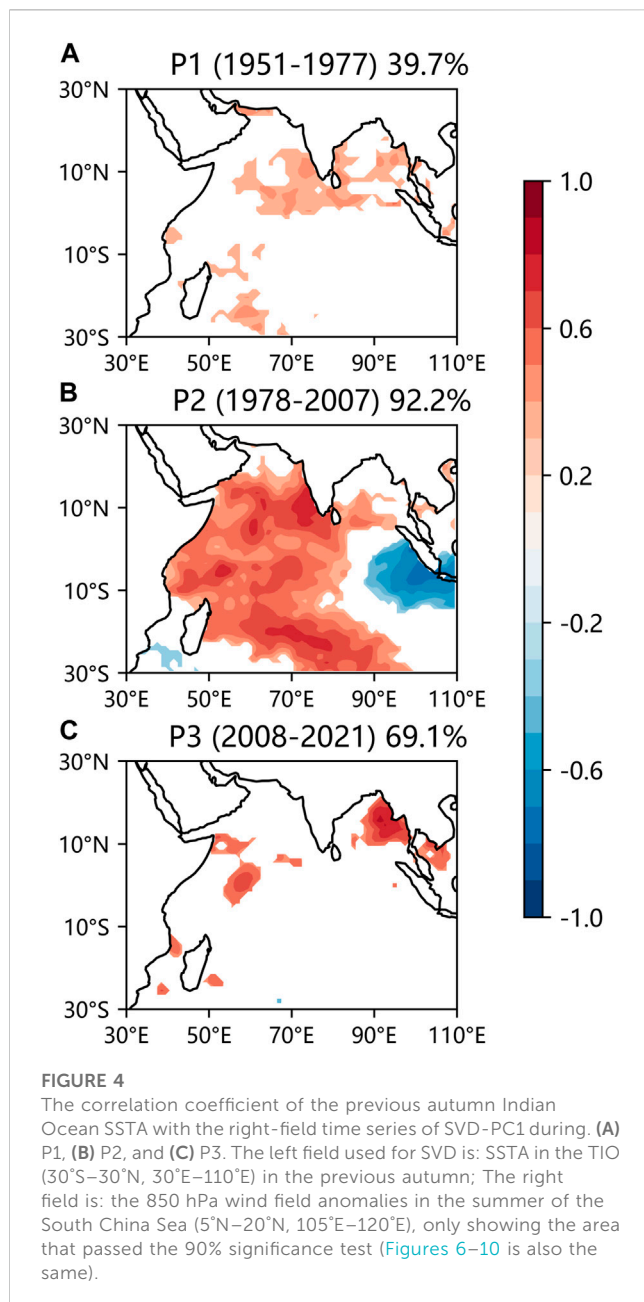 A
P1 (1951-1977) 39.7%
30°N
10°N
10°S
30°S
30°E 50°E 70°E 90°E 110°E
B
P2 (1978-2007) 92.2%
30°N
10°N
10°S
30°S
30°E 50°E 70°E 90°E 110°E
C
P3 (2008-2021) 69.1%
30°N
10°N
10°S
30°S
30°E 50°E 70°E 90°E 110°E
1.0
0.6
0.2
-0.2
-0.6
-1.0
FIGURE 4
The correlation coefficient of the previous autumn Indian
Ocean SSTA with the right-field time series of SVD-PC1 during. (A)
P1, (B) P2, and (C) P3. The left field used for SVD is: SSTA in the TIO
(30°S–30°N, 30°E–110°E) in the previous autumn; The right
field is: the 850 hPa wind field anomalies in the summer of the
South China Sea (5°N–20°N, 105°E–120°E), only showing the area
that passed the 90% significance test (Figures 6–10 is also the
same).